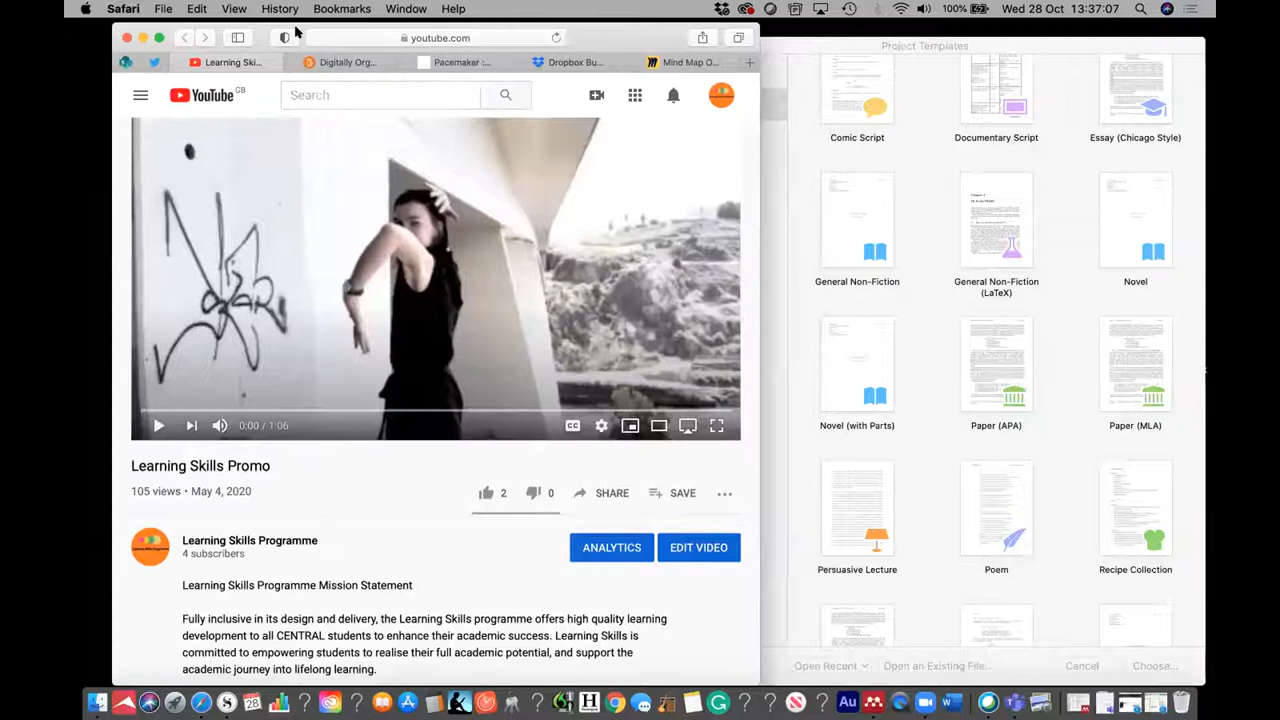 Safari File Edit View History Bookmarks Window Help 100% Wed 28 Oct 13:37:07
youtube.com
Project Templates
Learning Ski... Digitally Org... Pacemaker :... Dropbox Bu... Mind Map O...
YouTube GB Search
Comic Script Documentary Script Essay (Chicago Style)
General Non-Fiction General Non-Fiction (LaTeX) Novel
0:00 / 1:06 CC
Novel (with Parts) Paper (APA) Paper (MLA)
Learning Skills Promo
105 views • May 4, 2020
2 0 SHARE SAVE
Persuasive Lecture Poem Recipe Collection
Learning Skills Programme
4 subscribers
ANALYTICS EDIT VIDEO
Learning Skills Programme Mission Statement
Fully inclusive in its design and delivery, the Learning Skills programme offers high quality learning
development to all CENTRAL students to enhance their academic success. Learning Skills is
committed to empowering students to realise their full academic potential, and support the
academic journey into lifelong learning.
Open Recent Open an Existing File... Cancel Choose...